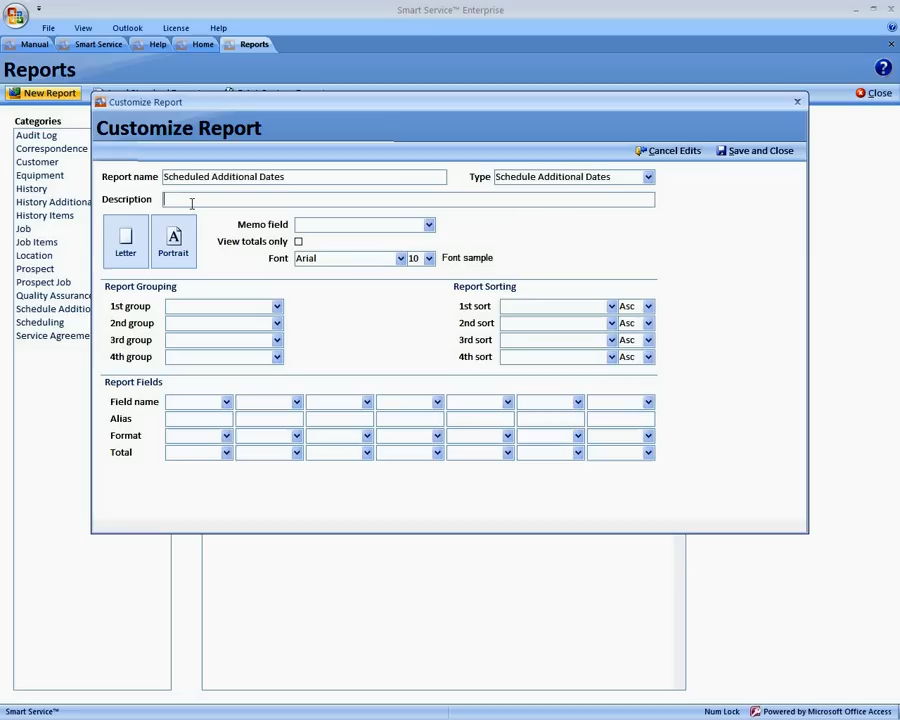 Smart Service™ Enterprise
File View Outlook License Help
Manual Smart Service Help Home Reports
Reports
New Report Close
Categories
Audit Log
Correspondence
Customer
Equipment
History
History Additiona
History Items
Job
Job Items
Location
Prospect
Prospect Job
Quality Assuranc
Schedule Additio
Scheduling
Service Agreeme
Customize Report
Customize Report
Cancel Edits Save and Close
Report name Scheduled Additional Dates Type Schedule Additional Dates
Description
Letter Portrait
Memo field
View totals only
Font Arial 10 Font sample
Report Grouping Report Sorting
1st group 1st sort Asc
2nd group 2nd sort Asc
3rd group 3rd sort Asc
4th group 4th sort Asc
Report Fields
Field name
Alias
Format
Total
Smart Service™ Num Lock Powered by Microsoft Office Access